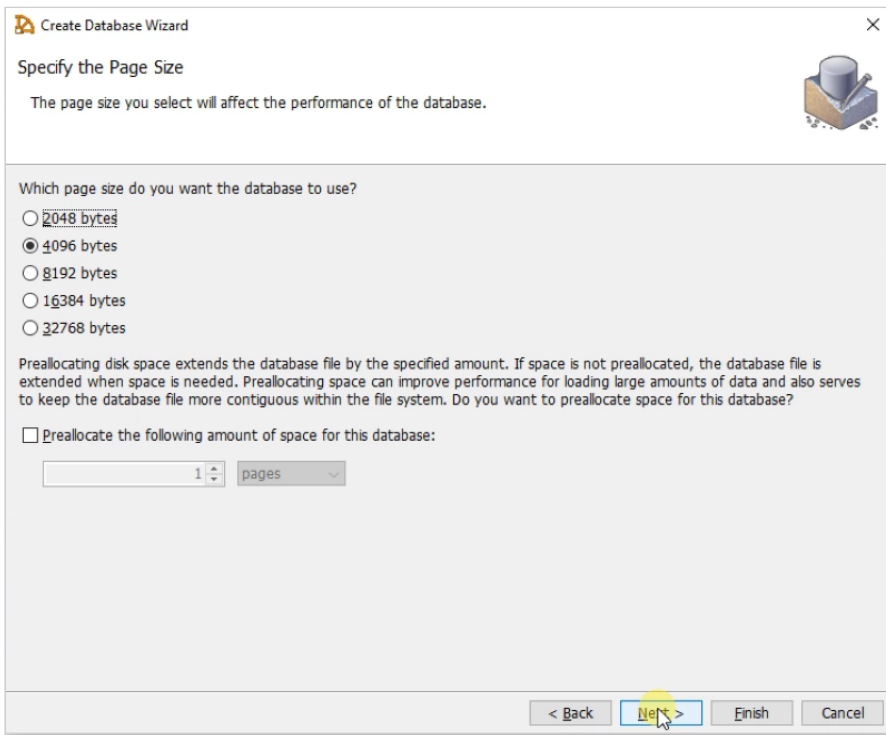 Create Database Wizard
Specify the Page Size
The page size you select will affect the performance of the database.
Which page size do you want the database to use?
2048 bytes
4096 bytes
8192 bytes
16384 bytes
32768 bytes
Preallocating disk space extends the database file by the specified amount. If space is not preallocated, the database file is
extended when space is needed. Preallocating space can improve performance for loading large amounts of data and also serves
to keep the database file more contiguous within the file system. Do you want to preallocate space for this database?
Preallocate the following amount of space for this database:
1 pages
< Back Next > Finish Cancel